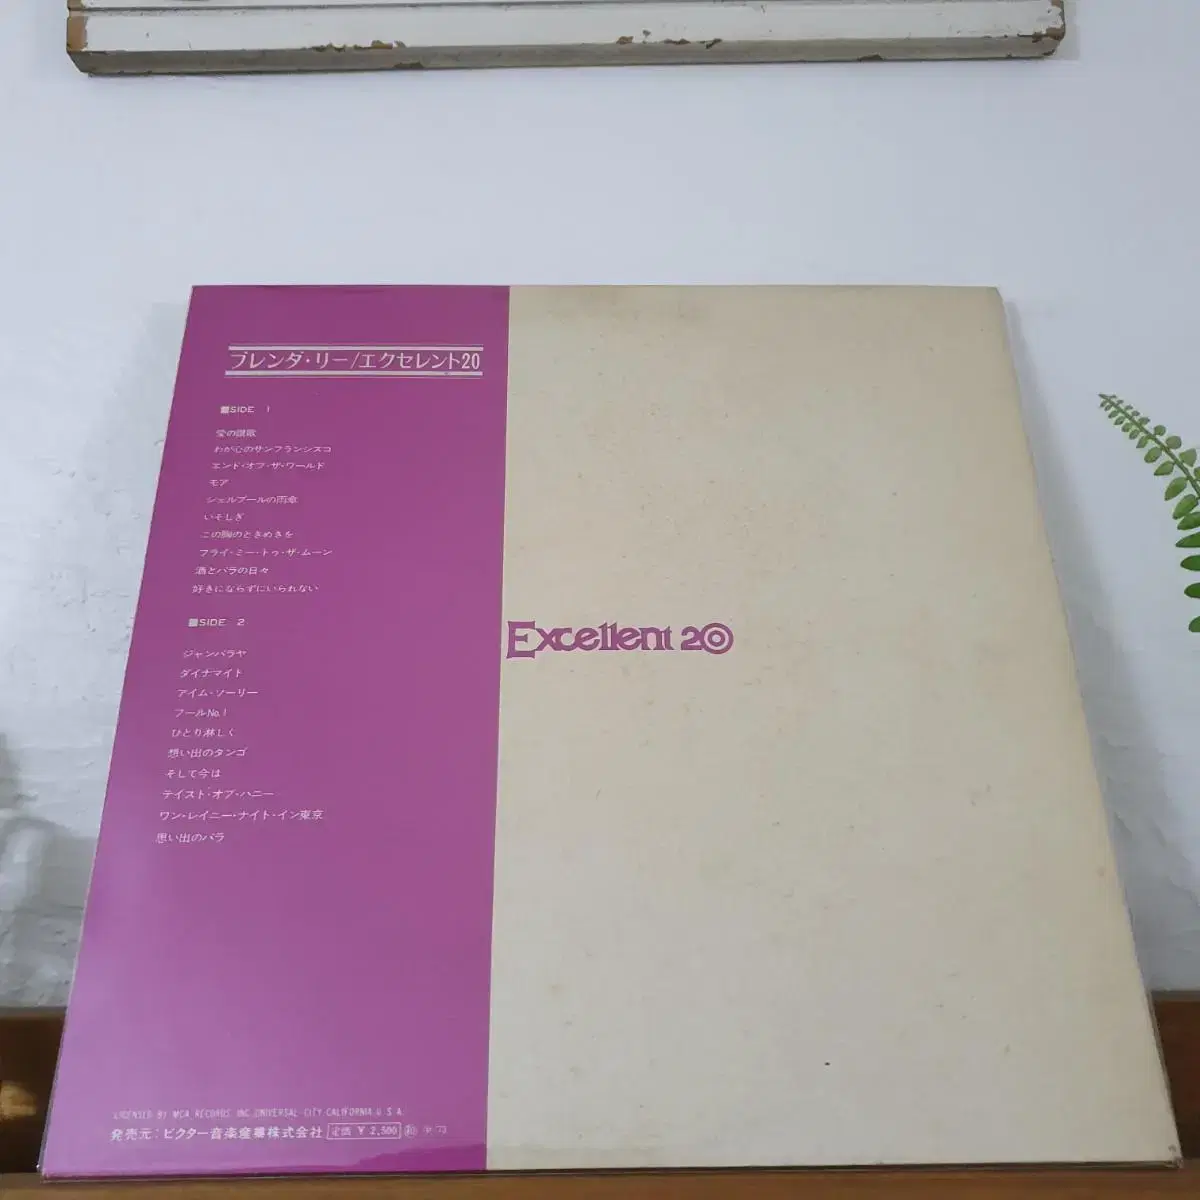 ブレンダ・リー/エクセレント20
■SIDE 1
愛の讃歌
わが心のサンフランシスコ
エンド・オブ・ザ・ワールド
モア
シェルブールの雨傘
いそしぎ
この胸のときめきを
フライ・ミー・トゥ・ザ・ムーン
酒とバラの日々
好きにならずにいられない
■SIDE 2
ジャンバラヤ
ダイナマイト
アイム・ソーリー
フールNo.1
ひとり淋しく
想い出のタンゴ
そして今は
テイスト・オブ・ハニー
ワン・レイニー・ナイト・イン東京
思い出のバラ
Excellent 20
LICENSED BY MCA RECORDS, INC. UNIVERSAL CITY CALIFORNIA U.S.A.
発売元:ビクター音楽産業株式会社 定価 ¥2,500